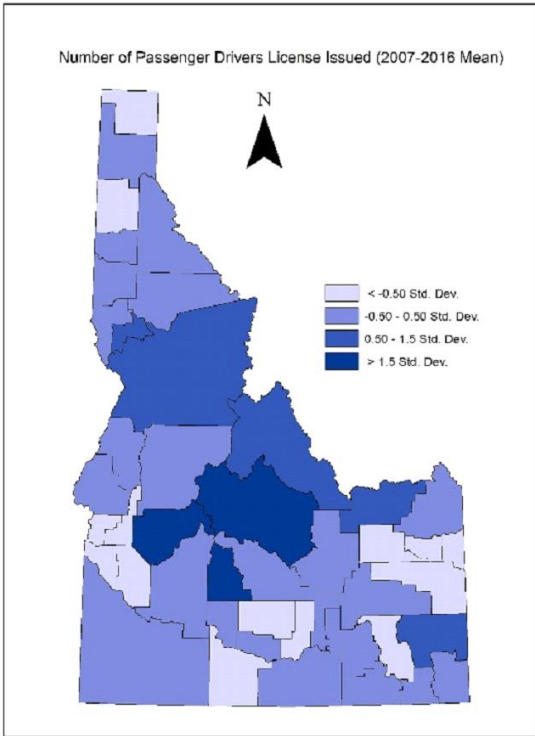 Number of Passenger Drivers License Issued (2007-2016 Mean)
N
< -0.50 Std. Dev.
-0.50 - 0.50 Std. Dev.
0.50 - 1.5 Std. Dev.
> 1.5 Std. Dev.